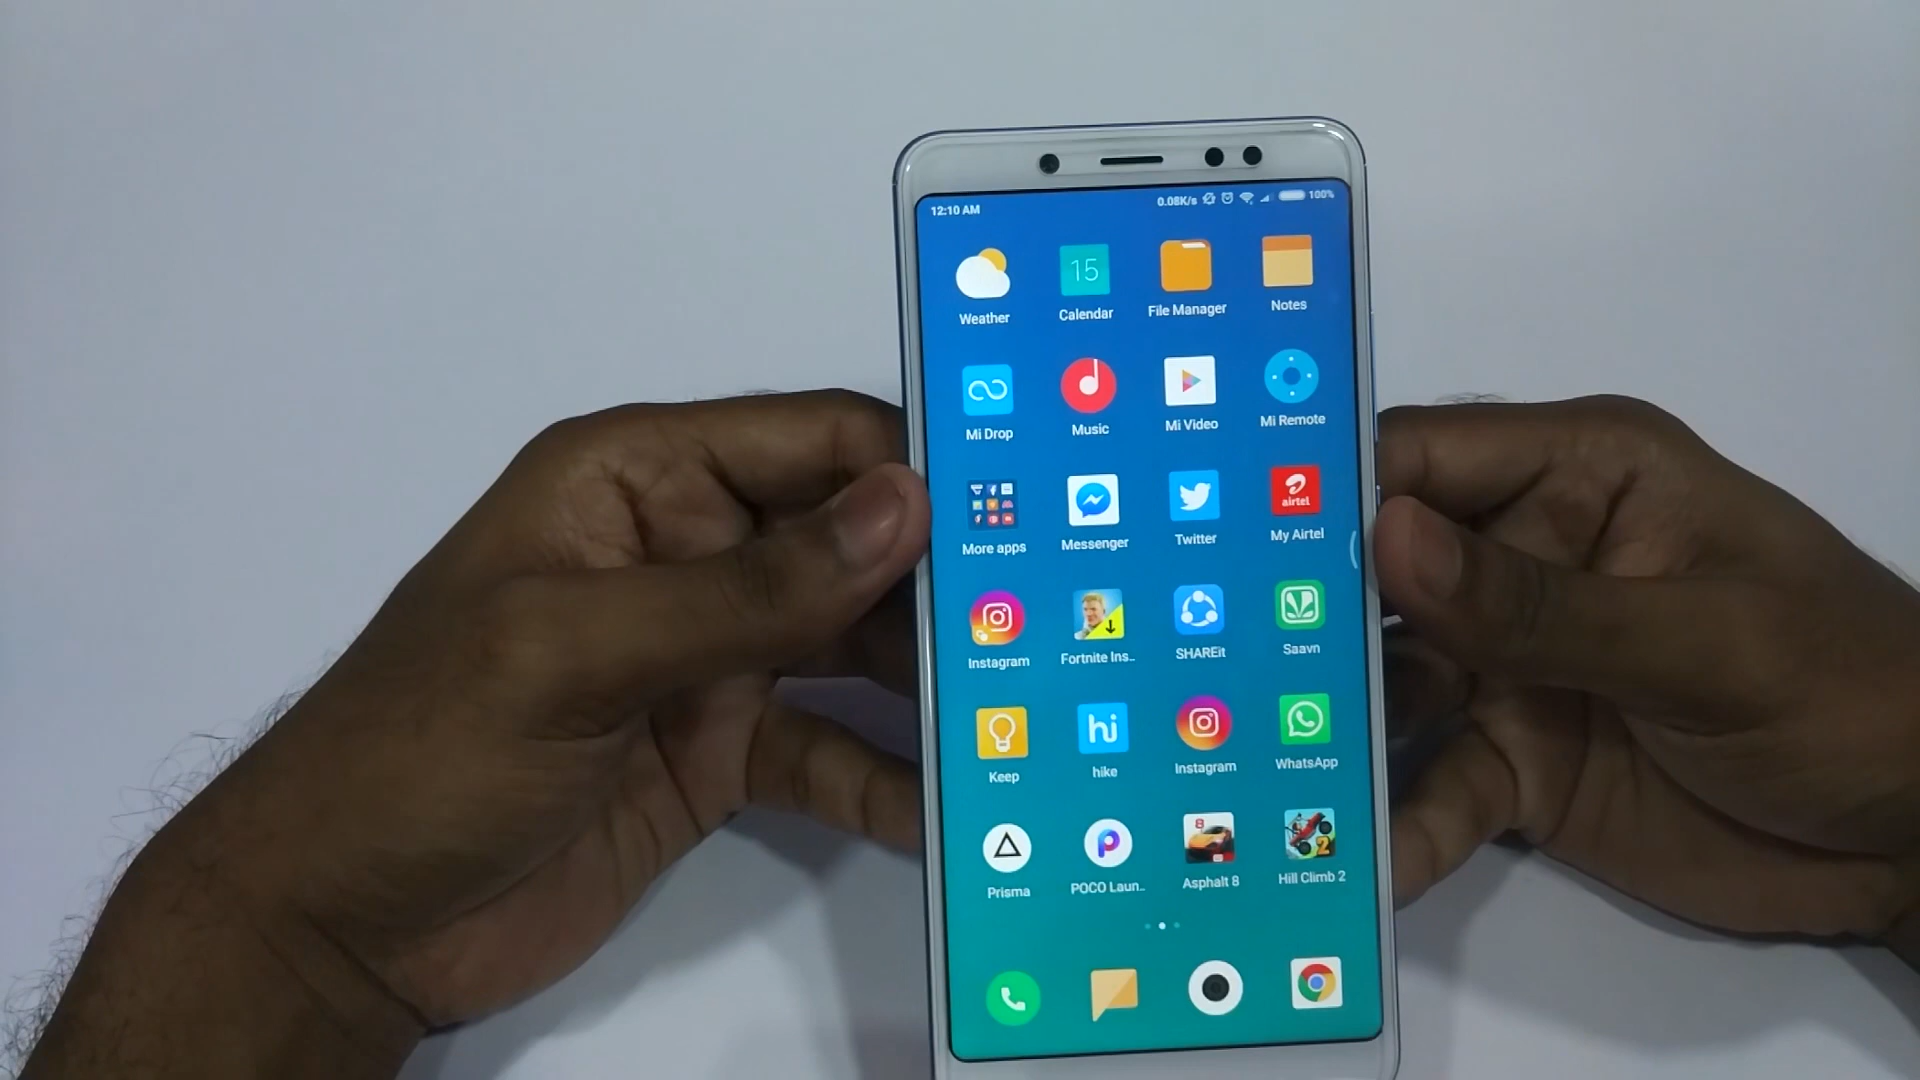 12:10 AM 0.08K/s 100%
15
Weather Calendar File Manager Notes
Mi Drop Music Mi Video Mi Remote
airtel
More apps Messenger Twitter My Airtel
Instagram Fortnite Ins.. SHAREit Saavn
hi
Keep hike Instagram WhatsApp
8 2
Prisma POCO Laun.. Asphalt 8 Hill Climb 2